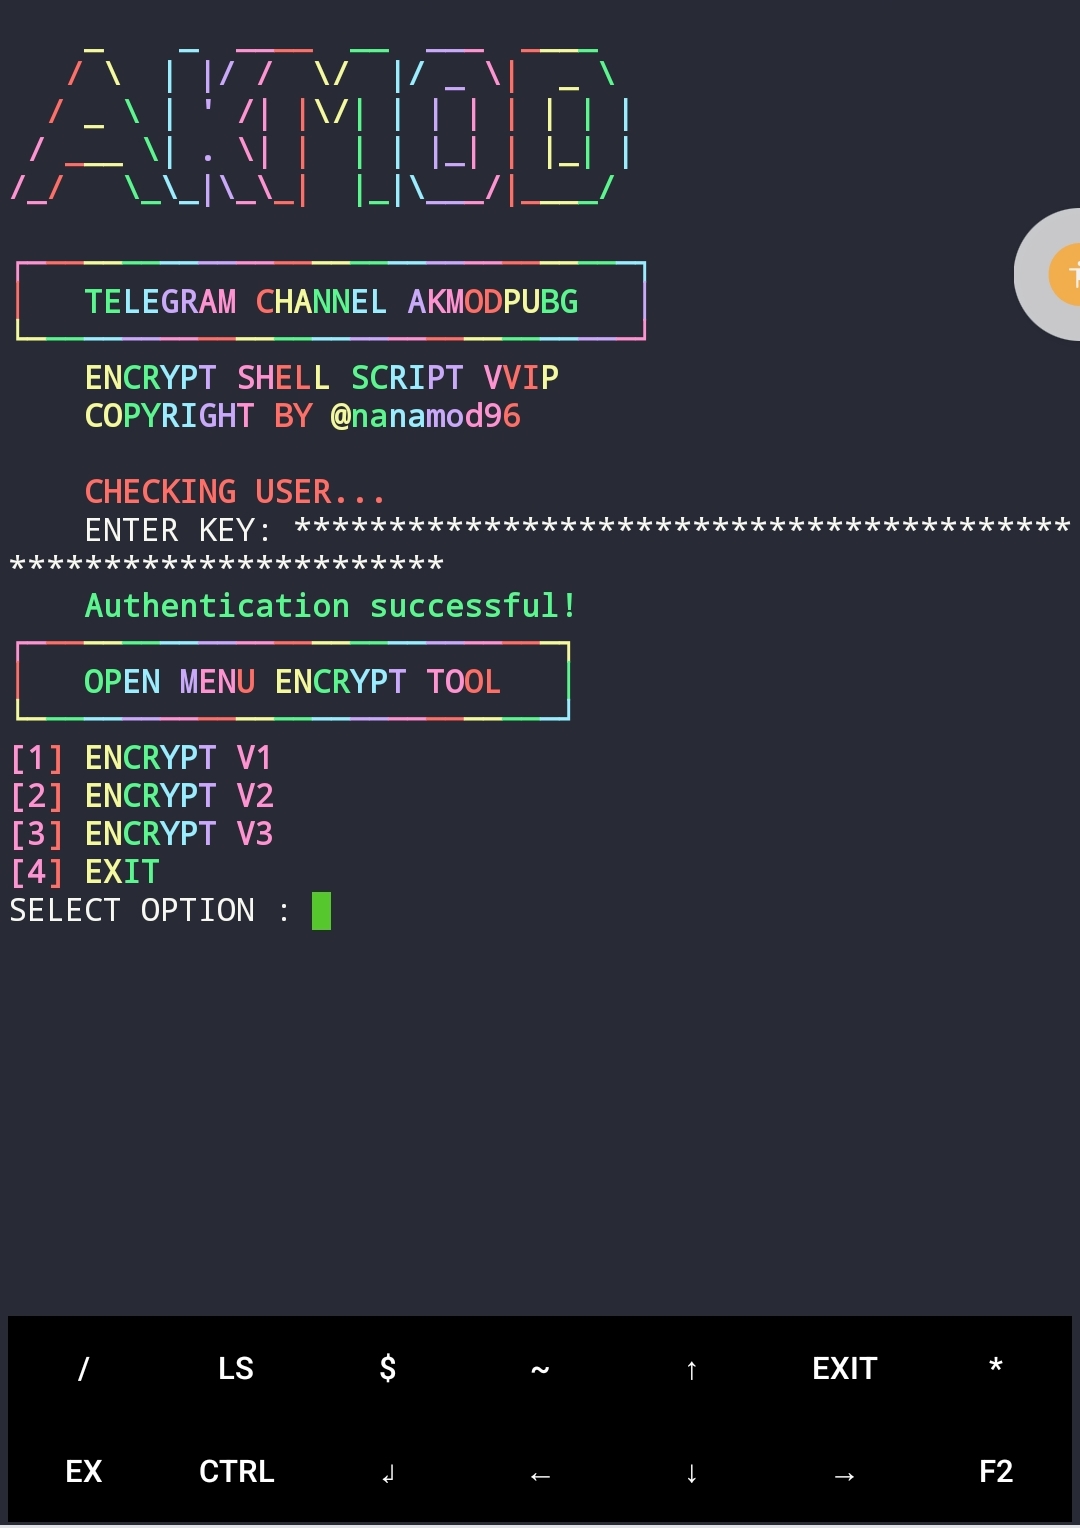 AKMOD
TELEGRAM CHANNEL AKMODPUBG
ENCRYPT SHELL SCRIPT VVIP
COPYRIGHT BY @nanamod96
CHECKING USER...
ENTER KEY: *****************************************
***********************
Authentication successful!
OPEN MENU ENCRYPT TOOL
[1] ENCRYPT V1
[2] ENCRYPT V2
[3] ENCRYPT V3
[4] EXIT
SELECT OPTION :
/ LS $ ~ ↑ EXIT *
EX CTRL ↲ ← ↓ → F2